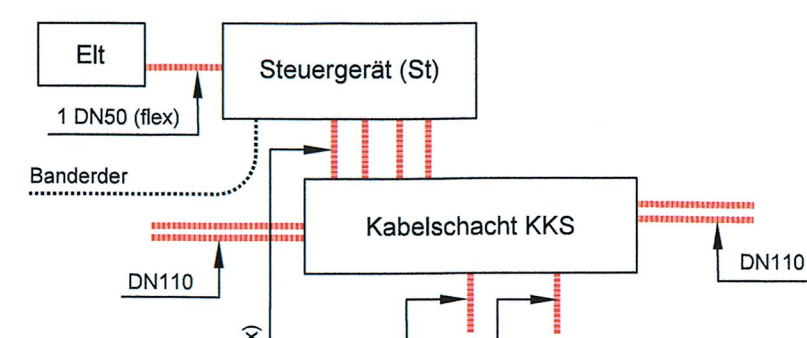 Elt
Steuergerät (St)
1 DN50 (flex)
Banderder
Kabelschacht KKS
DN110
DN110